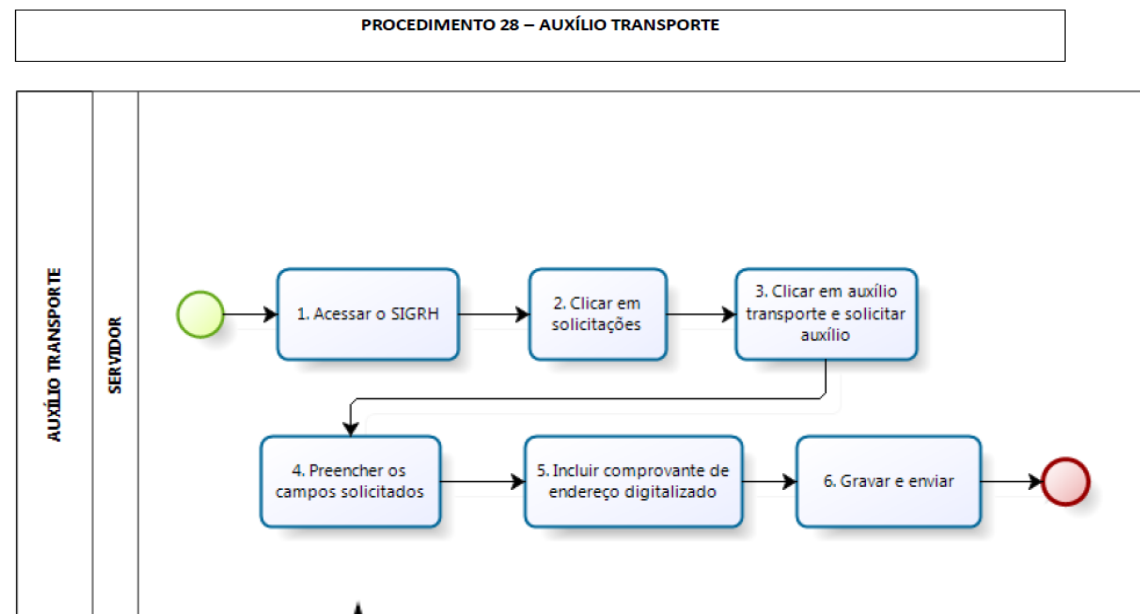 PROCEDIMENTO 28 – AUXÍLIO TRANSPORTE
AUXÍLIO TRANSPORTE
SERVIDOR
1. Acessar o SIGRH
2. Clicar em
solicitações
3. Clicar em auxílio
transporte e solicitar
auxílio
4. Preencher os
campos solicitados
5. Incluir comprovante de
endereço digitalizado
6. Gravar e enviar